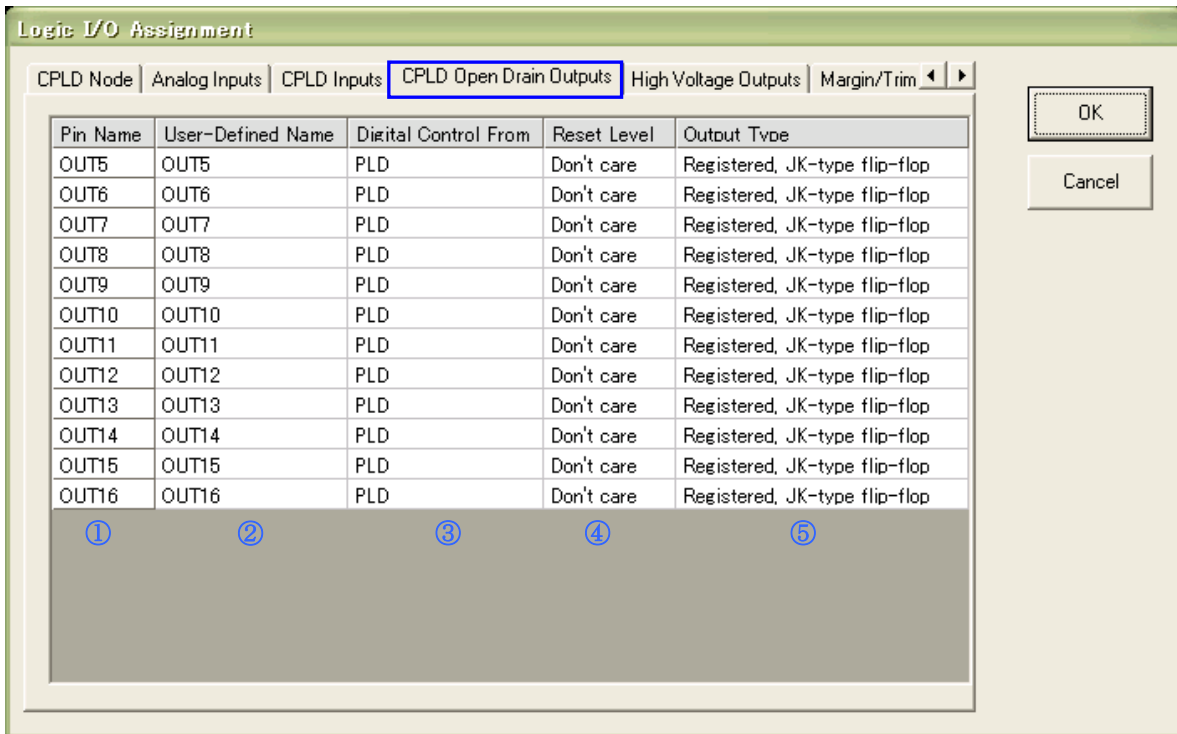 Logic I/O Assignment
CPLD Node Analog Inputs CPLD Inputs CPLD Open Drain Outputs High Voltage Outputs Margin/Trim
OK
Cancel
Pin Name User-Defined Name Digital Control From Reset Level Output Type
OUT5 OUT5 PLD Don't care Registered, JK-type flip-flop
OUT6 OUT6 PLD Don't care Registered, JK-type flip-flop
OUT7 OUT7 PLD Don't care Registered, JK-type flip-flop
OUT8 OUT8 PLD Don't care Registered, JK-type flip-flop
OUT9 OUT9 PLD Don't care Registered, JK-type flip-flop
OUT10 OUT10 PLD Don't care Registered, JK-type flip-flop
OUT11 OUT11 PLD Don't care Registered, JK-type flip-flop
OUT12 OUT12 PLD Don't care Registered, JK-type flip-flop
OUT13 OUT13 PLD Don't care Registered, JK-type flip-flop
OUT14 OUT14 PLD Don't care Registered, JK-type flip-flop
OUT15 OUT15 PLD Don't care Registered, JK-type flip-flop
OUT16 OUT16 PLD Don't care Registered, JK-type flip-flop
① ② ③ ④ ⑤